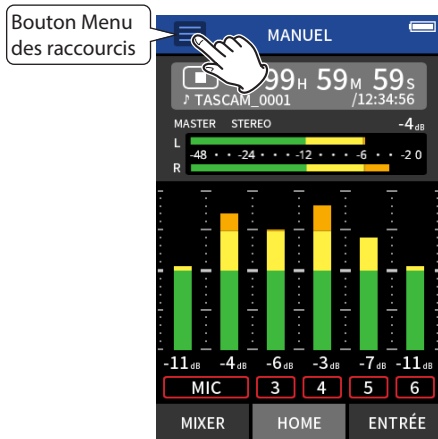 Bouton Menu
des raccourcis
MANUEL
99H 59M 59S
♪ TASCAM_0001 /12:34:56
MASTER STEREO -4dB
L
-48 · · -24 · · · -12 · · · -6 · · -2 0
R
-11dB -4dB -6dB -3dB -7dB -11dB
MIC 3 4 5 6
MIXER HOME ENTRÉE